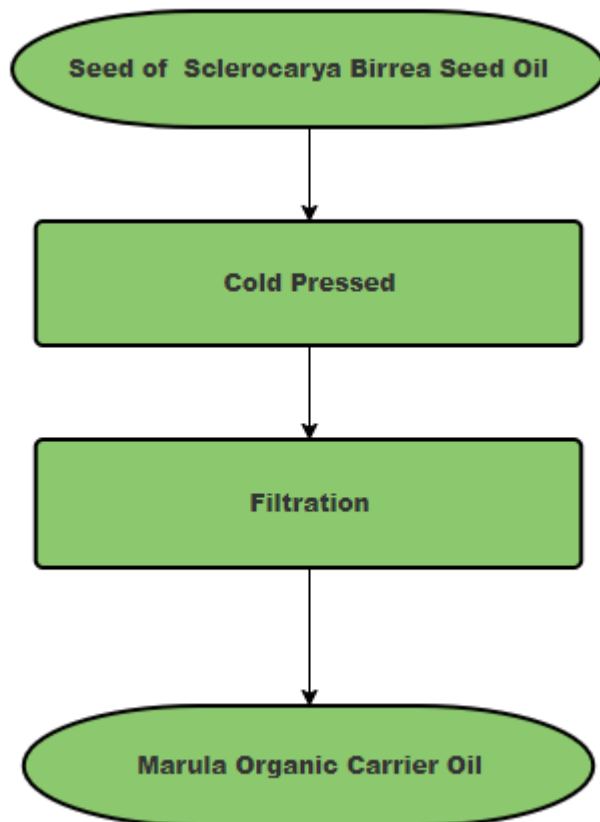 Seed of  Sclerocarya Birrea Seed Oil
Cold Pressed
Filtration
Marula Organic Carrier Oil